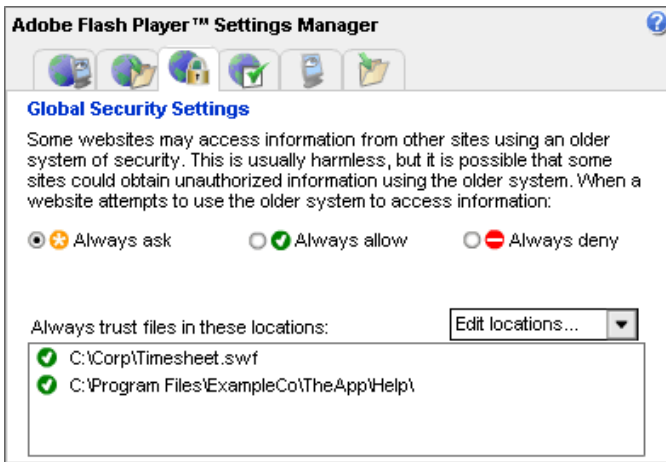 Adobe Flash Player™ Settings Manager
Global Security Settings
Some websites may access information from other sites using an older
system of security. This is usually harmless, but it is possible that some
sites could obtain unauthorized information using the older system. When a
website attempts to use the older system to access information:
Always ask Always allow Always deny
Always trust files in these locations: Edit locations...
C:\Corp\Timesheet.swf
C:\Program Files\ExampleCo\TheApp\Help\